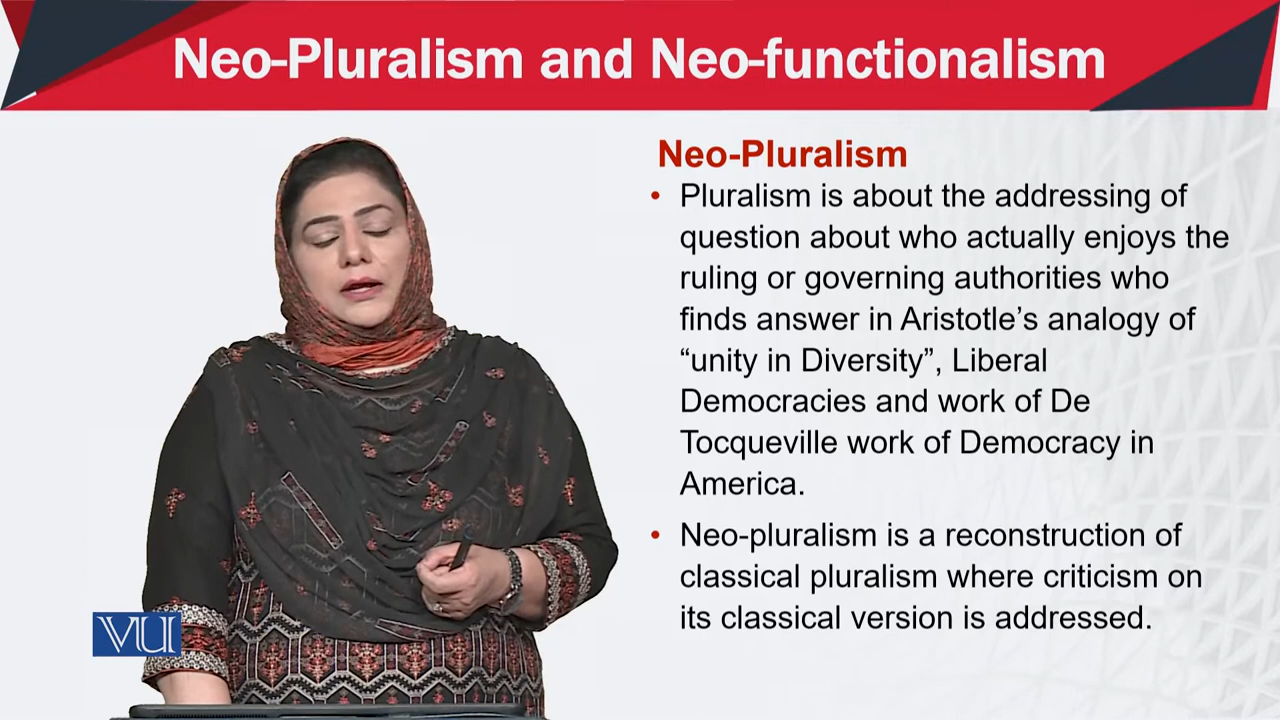 Neo-Pluralism and Neo-functionalism
Neo-Pluralism
• Pluralism is about the addressing of
question about who actually enjoys the
ruling or governing authorities who
finds answer in Aristotle’s analogy of
“unity in Diversity”, Liberal
Democracies and work of De
Tocqueville work of Democracy in
America.
• Neo-pluralism is a reconstruction of
classical pluralism where criticism on
its classical version is addressed.
VU